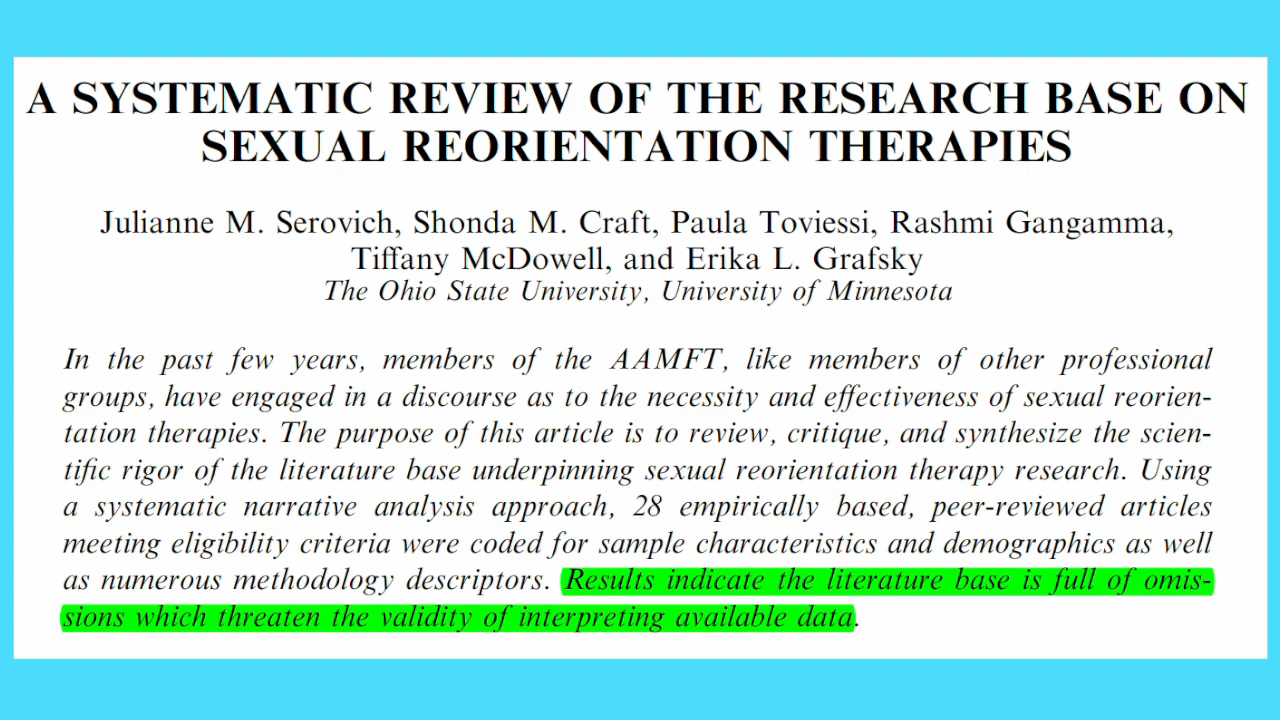 A SYSTEMATIC REVIEW OF THE RESEARCH BASE ON
SEXUAL REORIENTATION THERAPIES
Julianne M. Serovich, Shonda M. Craft, Paula Toviessi, Rashmi Gangamma,
Tiffany McDowell, and Erika L. Grafsky
The Ohio State University, University of Minnesota
In the past few years, members of the AAMFT, like members of other professional
groups, have engaged in a discourse as to the necessity and effectiveness of sexual reorien-
tation therapies. The purpose of this article is to review, critique, and synthesize the scien-
tific rigor of the literature base underpinning sexual reorientation therapy research. Using
a systematic narrative analysis approach, 28 empirically based, peer-reviewed articles
meeting eligibility criteria were coded for sample characteristics and demographics as well
as numerous methodology descriptors. Results indicate the literature base is full of omis-
sions which threaten the validity of interpreting available data.